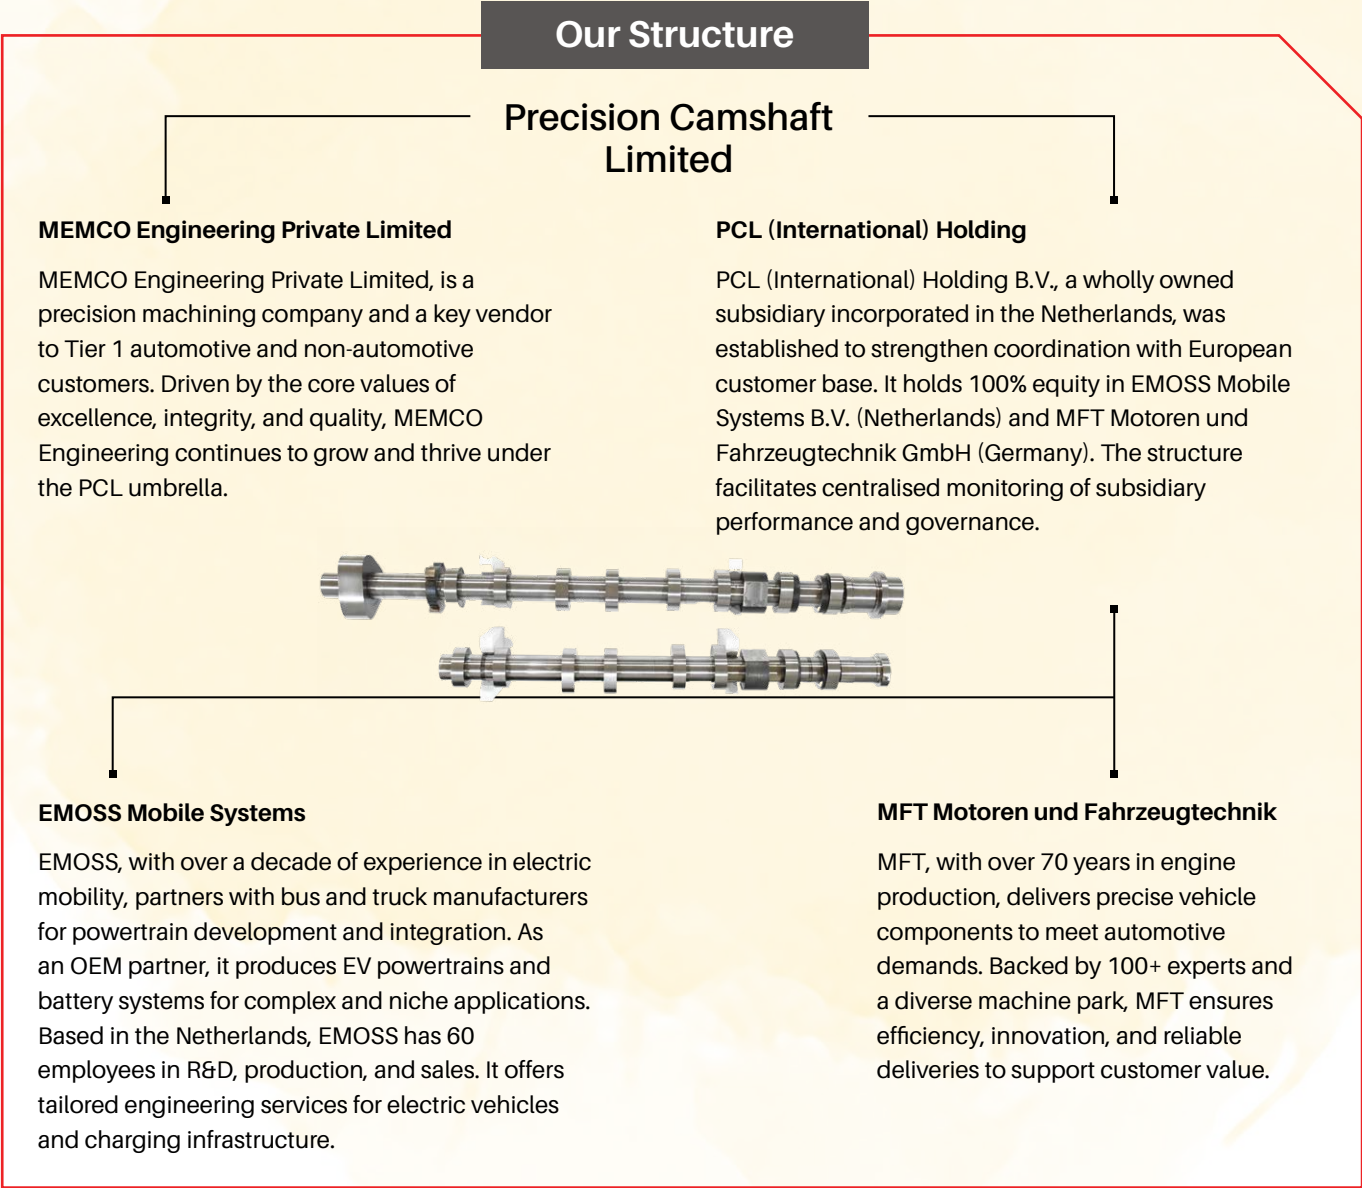 Our Structure
Precision Camshaft
Limited
MEMCO Engineering Private Limited
MEMCO Engineering Private Limited, is a
precision machining company and a key vendor
to Tier 1 automotive and non-automotive
customers. Driven by the core values of
excellence, integrity, and quality, MEMCO
Engineering continues to grow and thrive under
the PCL umbrella.
PCL (International) Holding
PCL (International) Holding B.V., a wholly owned
subsidiary incorporated in the Netherlands, was
established to strengthen coordination with European
customer base. It holds 100% equity in EMOSS Mobile
Systems B.V. (Netherlands) and MFT Motoren und
Fahrzeugtechnik GmbH (Germany). The structure
facilitates centralised monitoring of subsidiary
performance and governance.
EMOSS Mobile Systems
EMOSS, with over a decade of experience in electric
mobility, partners with bus and truck manufacturers
for powertrain development and integration. As
an OEM partner, it produces EV powertrains and
battery systems for complex and niche applications.
Based in the Netherlands, EMOSS has 60
employees in R&D, production, and sales. It offers
tailored engineering services for electric vehicles
and charging infrastructure.
MFT Motoren und Fahrzeugtechnik
MFT, with over 70 years in engine
production, delivers precise vehicle
components to meet automotive
demands. Backed by 100+ experts and
a diverse machine park, MFT ensures
efficiency, innovation, and reliable
deliveries to support customer value.